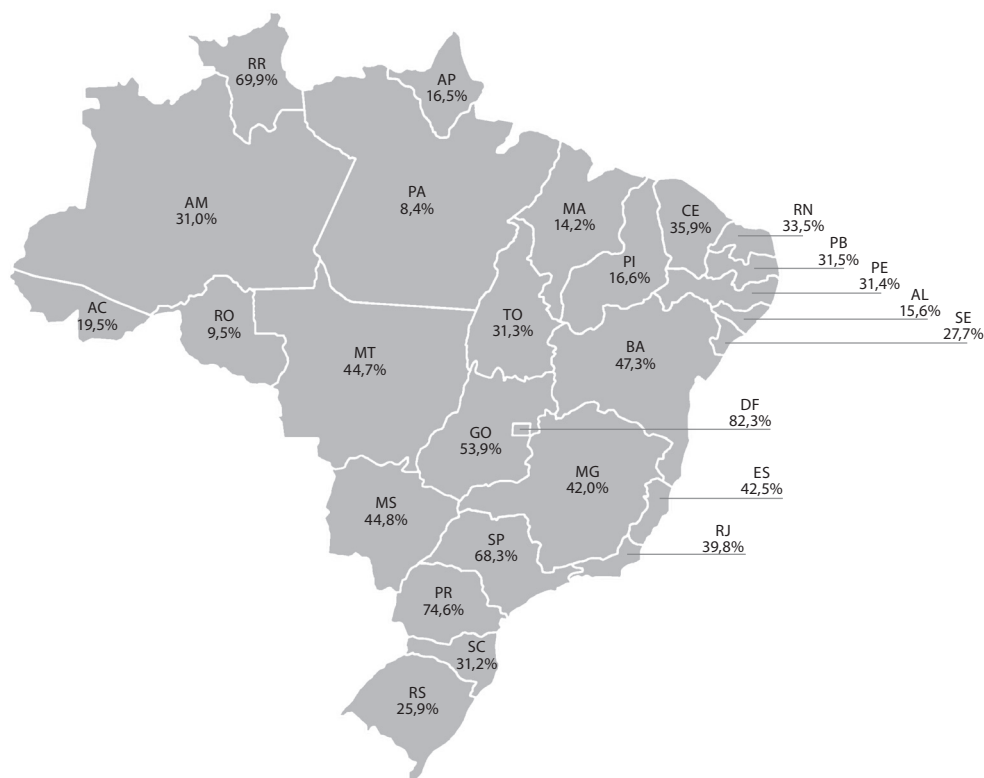 RR
69,9%
AP
16,5%
AM
31,0%
PA
8,4%
MA
14,2%
CE
35,9%
RN
33,5%
PB
31,5%
PE
31,4%
AL
15,6%
SE
27,7%
PI
16,6%
AC
19,5%
RO
9,5%
TO
31,3%
MT
44,7%
BA
47,3%
DF
82,3%
GO
53,9%
MG
42,0%
ES
42,5%
MS
44,8%
RJ
39,8%
SP
68,3%
PR
74,6%
SC
31,2%
RS
25,9%